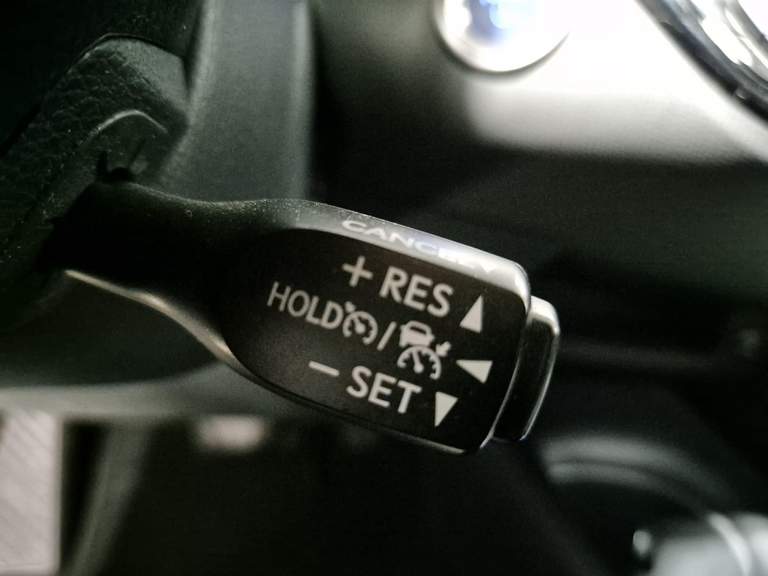 CANCEL
+ RES ▲
HOLD / ◀
− SET ▼